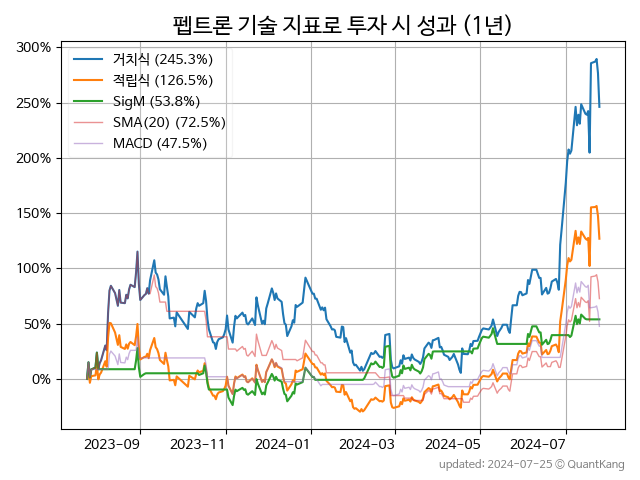 펩트론 기술 지표로 투자 시 성과 (1년)
300%
250%
200%
150%
100%
50%
0%
거치식 (245.3%)
적립식 (126.5%)
SigM (53.8%)
SMA(20) (72.5%)
MACD (47.5%)
2023-09
2023-11
2024-01
2024-03
2024-05
2024-07
updated: 2024-07-25 © QuantKang